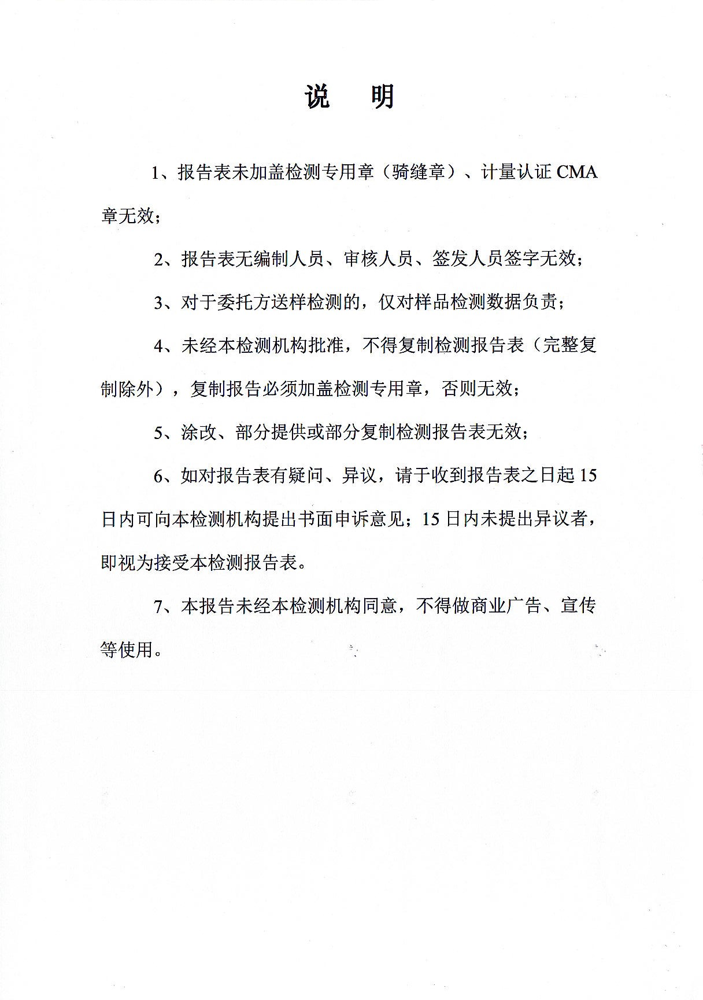 说 明
1、报告表未加盖检测专用章（骑缝章）、计量认证 CMA
章无效；
2、报告表无编制人员、审核人员、签发人员签字无效；
3、对于委托方送样检测的，仅对样品检测数据负责；
4、未经本检测机构批准，不得复制检测报告表（完整复
制除外），复制报告必须加盖检测专用章，否则无效；
5、涂改、部分提供或部分复制检测报告表无效；
6、如对报告表有疑问、异议，请于收到报告表之日起 15
日内可向本检测机构提出书面申诉意见；15 日内未提出异议者，
即视为接受本检测报告表。
7、本报告未经本检测机构同意，不得做商业广告、宣传
等使用。